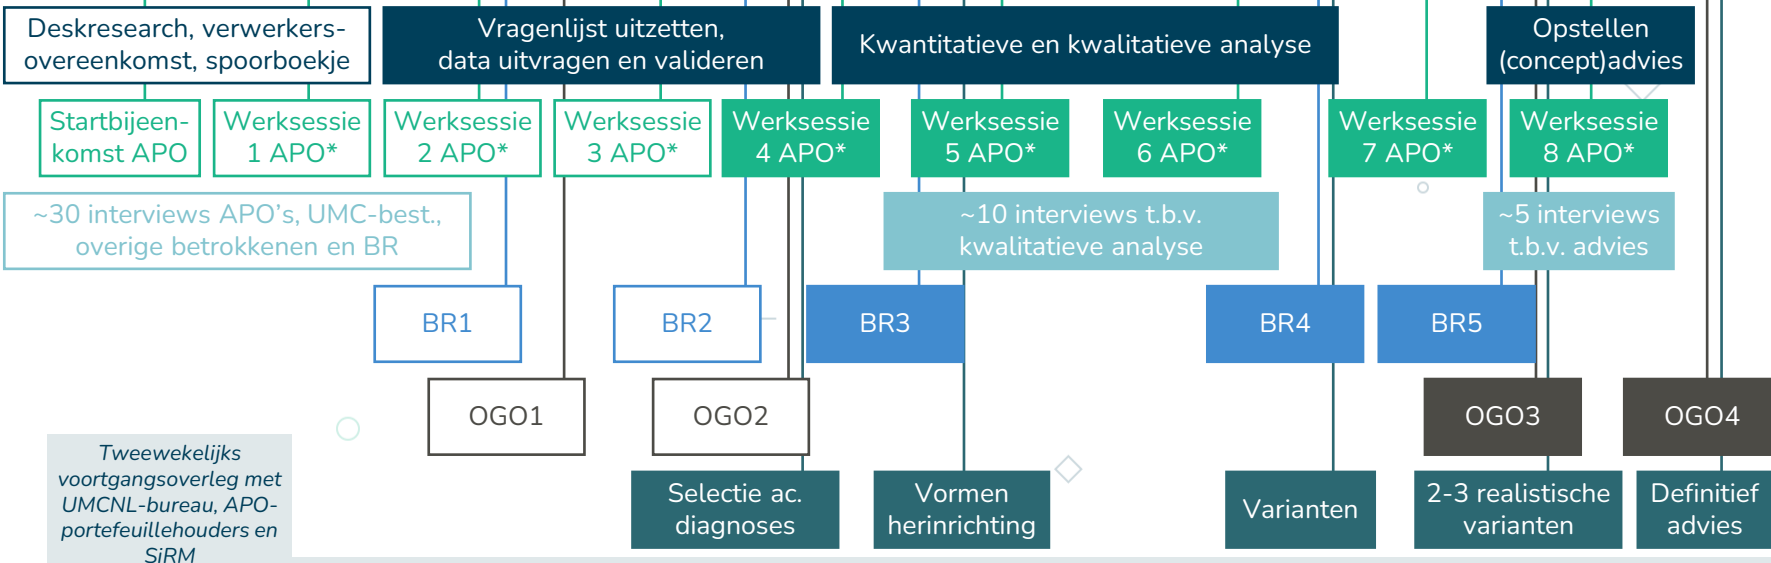 Deskresearch, verwerkers-
overeenkomst, spoorboekje
Vragenlijst uitzetten,
data uitvragen en valideren
Kwantitatieve en kwalitatieve analyse
Opstellen
(concept)advies
Startbijeen-
komst APO
Werksessie
1 APO*
Werksessie
2 APO*
Werksessie
3 APO*
Werksessie
4 APO*
Werksessie
5 APO*
Werksessie
6 APO*
Werksessie
7 APO*
Werksessie
8 APO*
~30 interviews APO's, UMC-best.,
overige betrokkenen en BR
~10 interviews t.b.v.
kwalitatieve analyse
~5 interviews
t.b.v. advies
BR1
BR2
BR3
BR4
BR5
OGO1
OGO2
OGO3
OGO4
Tweewekelijks
voortgangsoverleg met
UMCNL-bureau, APO-
portefeuillehouders en
SiRM
Selectie ac.
diagnoses
Vormen
herinrichting
Varianten
2-3 realistische
varianten
Definitief
advies